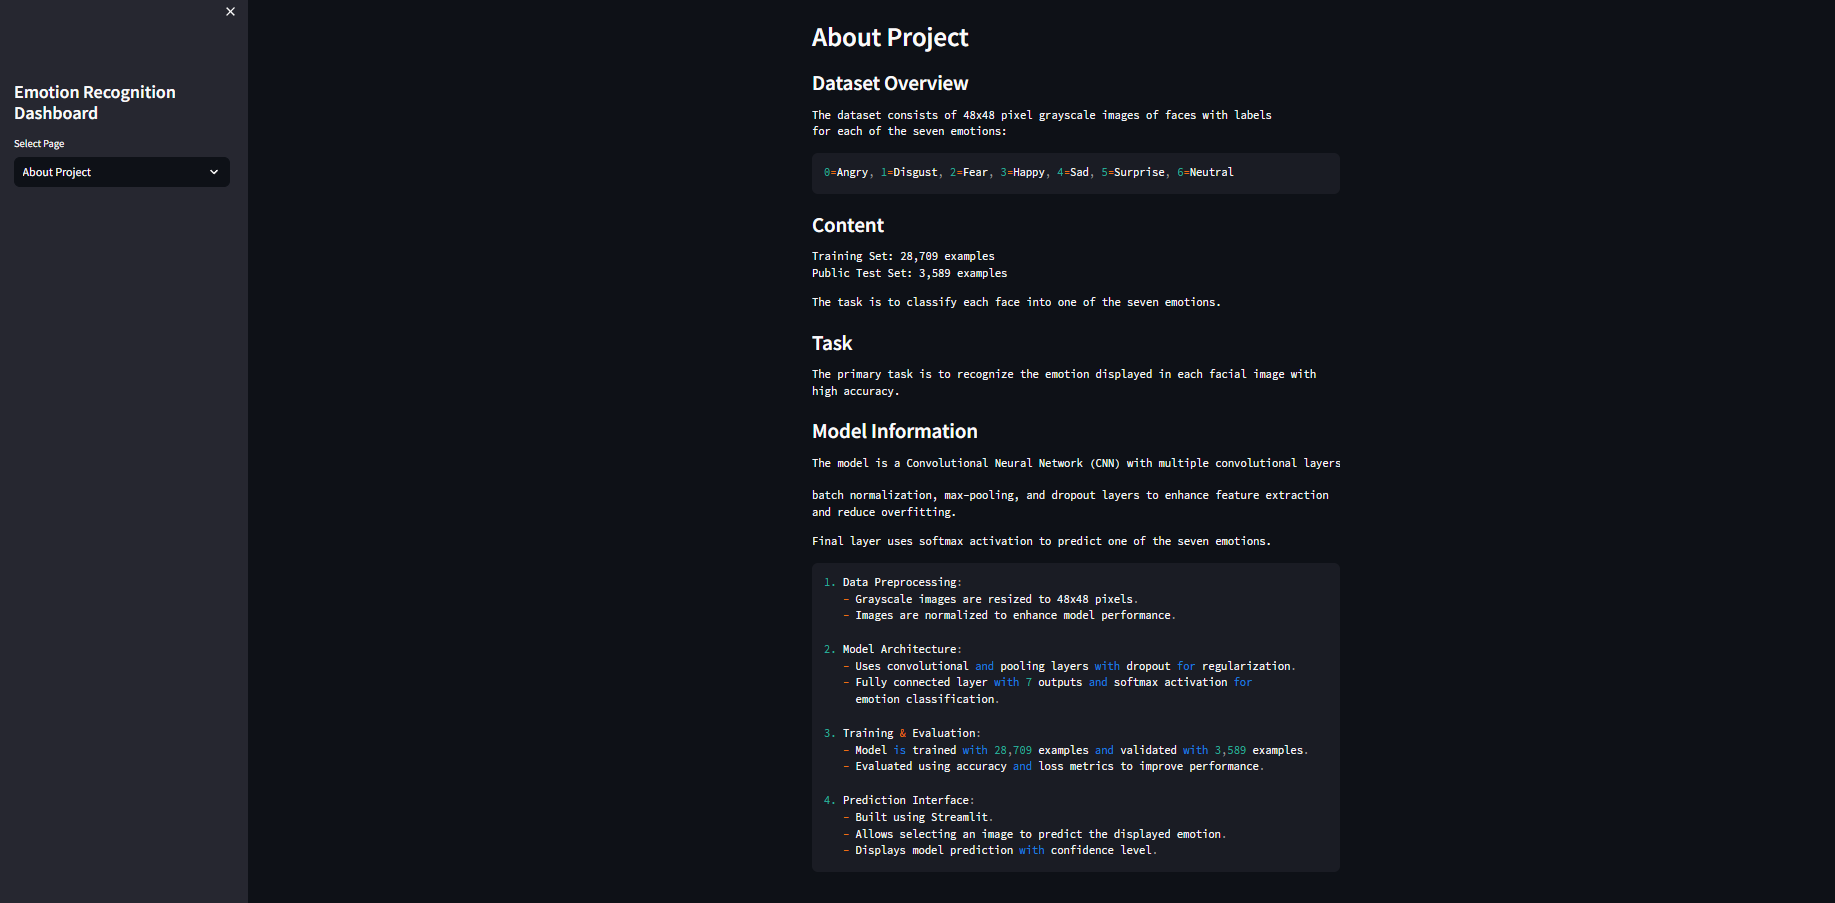 Emotion Recognition
Dashboard
Select Page
About Project
About Project
Dataset Overview
The dataset consists of 48x48 pixel grayscale images of faces with labels
for each of the seven emotions:
0=Angry, 1=Disgust, 2=Fear, 3=Happy, 4=Sad, 5=Surprise, 6=Neutral
Content
Training Set: 28,709 examples
Public Test Set: 3,589 examples
The task is to classify each face into one of the seven emotions.
Task
The primary task is to recognize the emotion displayed in each facial image with
high accuracy.
Model Information
The model is a Convolutional Neural Network (CNN) with multiple convolutional layers
batch normalization, max-pooling, and dropout layers to enhance feature extraction
and reduce overfitting.
Final layer uses softmax activation to predict one of the seven emotions.
1. Data Preprocessing:
- Grayscale images are resized to 48x48 pixels.
- Images are normalized to enhance model performance.
2. Model Architecture:
- Uses convolutional and pooling layers with dropout for regularization.
- Fully connected layer with 7 outputs and softmax activation for
emotion classification.
3. Training & Evaluation:
- Model is trained with 28,709 examples and validated with 3,589 examples.
- Evaluated using accuracy and loss metrics to improve performance.
4. Prediction Interface:
- Built using Streamlit.
- Allows selecting an image to predict the displayed emotion.
- Displays model prediction with confidence level.